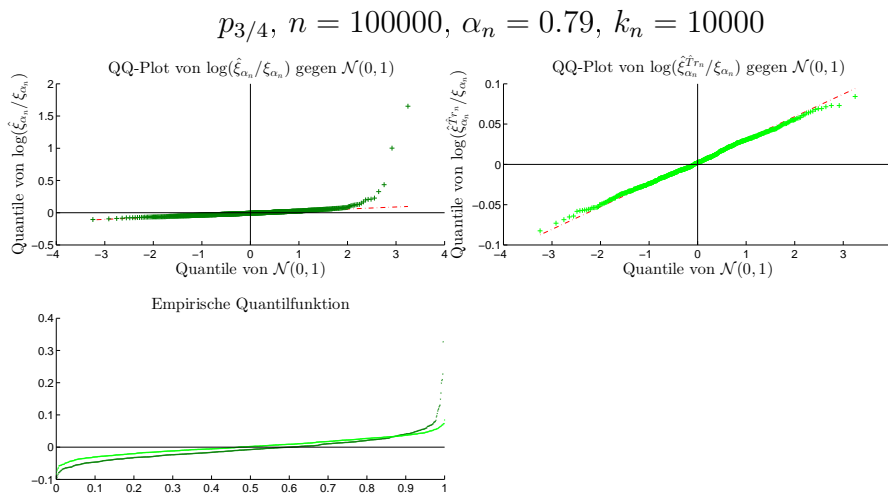 p_{3/4}, n = 100000, α_n = 0.79, k_n = 10000
QQ-Plot von log(ξ̂_{α_n}/ξ_{α_n}) gegen 𝒩(0, 1)
Quantile von log(ξ̂_{α_n}/ξ_{α_n})
2
1.5
1
0.5
0
−0.5
−4 −3 −2 −1 0 1 2 3 4
Quantile von 𝒩(0, 1)
QQ-Plot von log(ξ̂^{T̂r_n}_{α_n}/ξ_{α_n}) gegen 𝒩(0, 1)
Quantile von log(ξ̂^{T̂r_n}_{α_n}/ξ_{α_n})
0.1
0.05
0
−0.05
−0.1
−4 −3 −2 −1 0 1 2 3
Quantile von 𝒩(0, 1)
Empirische Quantilfunktion
0.4
0.3
0.2
0.1
0
−0.1
0 0.1 0.2 0.3 0.4 0.5 0.6 0.7 0.8 0.9 1